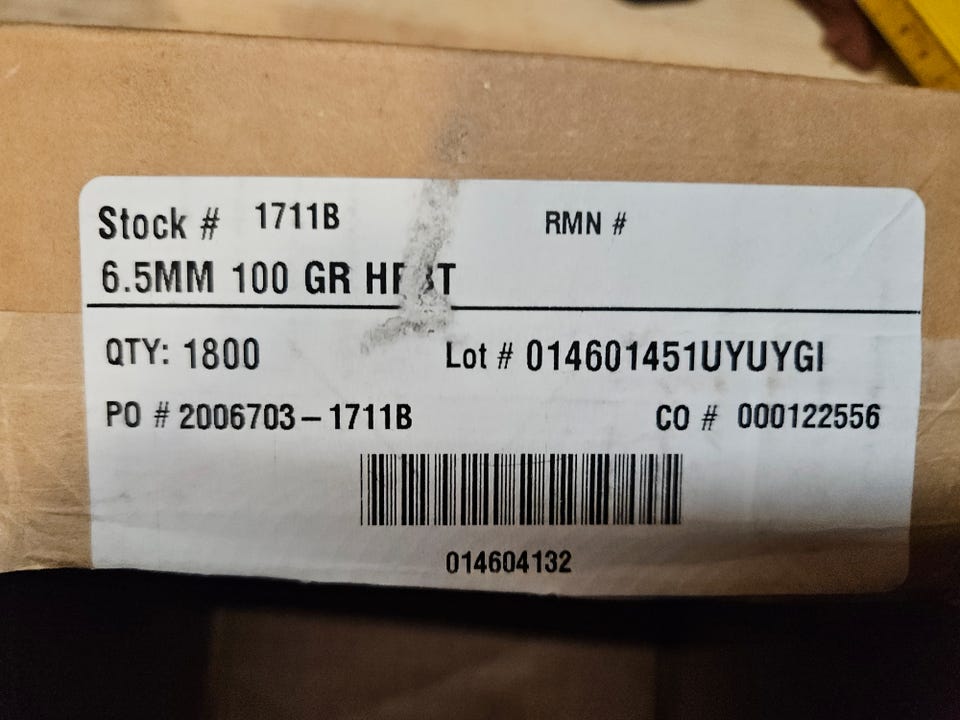 Stock # 1711B RMN #
6.5MM 100 GR
QTY: 1800 Lot # 014601451UYUYGI
PO # 2006703-1711B CO # 000122556
014604132